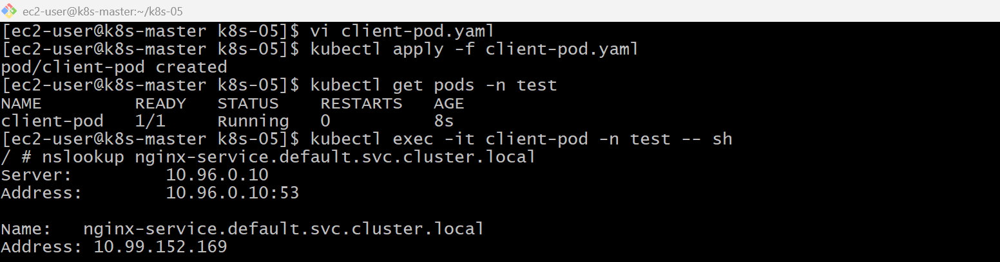 ec2-user@k8s-master:~/k8s-05
[ec2-user@k8s-master k8s-05]$ vi client-pod.yaml
[ec2-user@k8s-master k8s-05]$ kubectl apply -f client-pod.yaml
pod/client-pod created
[ec2-user@k8s-master k8s-05]$ kubectl get pods -n test
NAME         READY   STATUS    RESTARTS   AGE
client-pod   1/1     Running   0          8s
[ec2-user@k8s-master k8s-05]$ kubectl exec -it client-pod -n test -- sh
/ # nslookup nginx-service.default.svc.cluster.local
Server:         10.96.0.10
Address:        10.96.0.10:53
Name:   nginx-service.default.svc.cluster.local
Address: 10.99.152.169